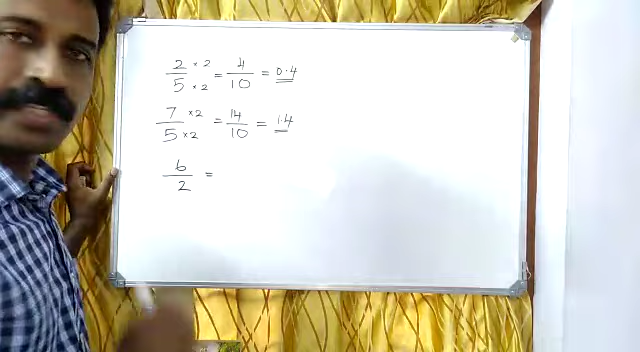 2/5 × 2 / × 2 = 4/10 = 0.4
7/5 × 2 / × 2 = 14/10 = 1.4
6/2 =